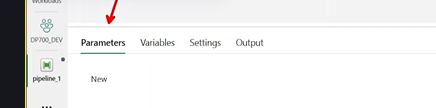 Workloads
DP700_DEV
Parameters Variables Settings Output
pipeline_1
New